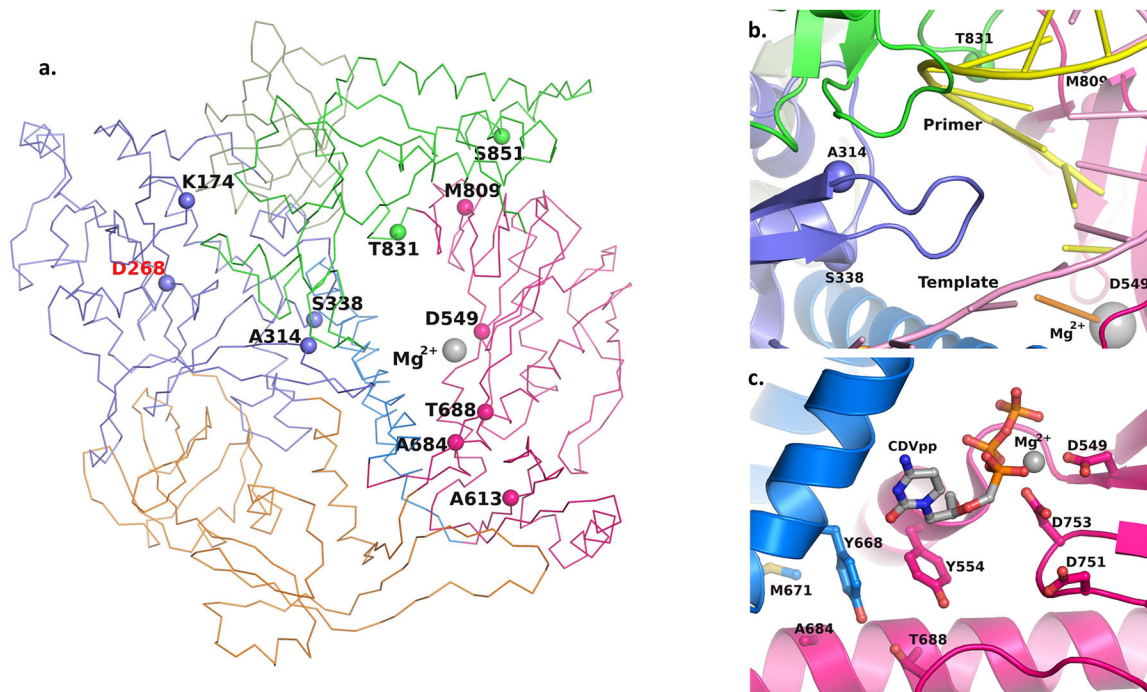 a.
K174
D268
S338
A314
S851
M809
T831
D549
Mg2+
T688
A684
A613
b.
T831
M809
Primer
A314
S338
Template
D549
Mg2+
c.
CDVpp
Mg2+
D549
D753
Y668
Y554
D751
M671
A684
T688